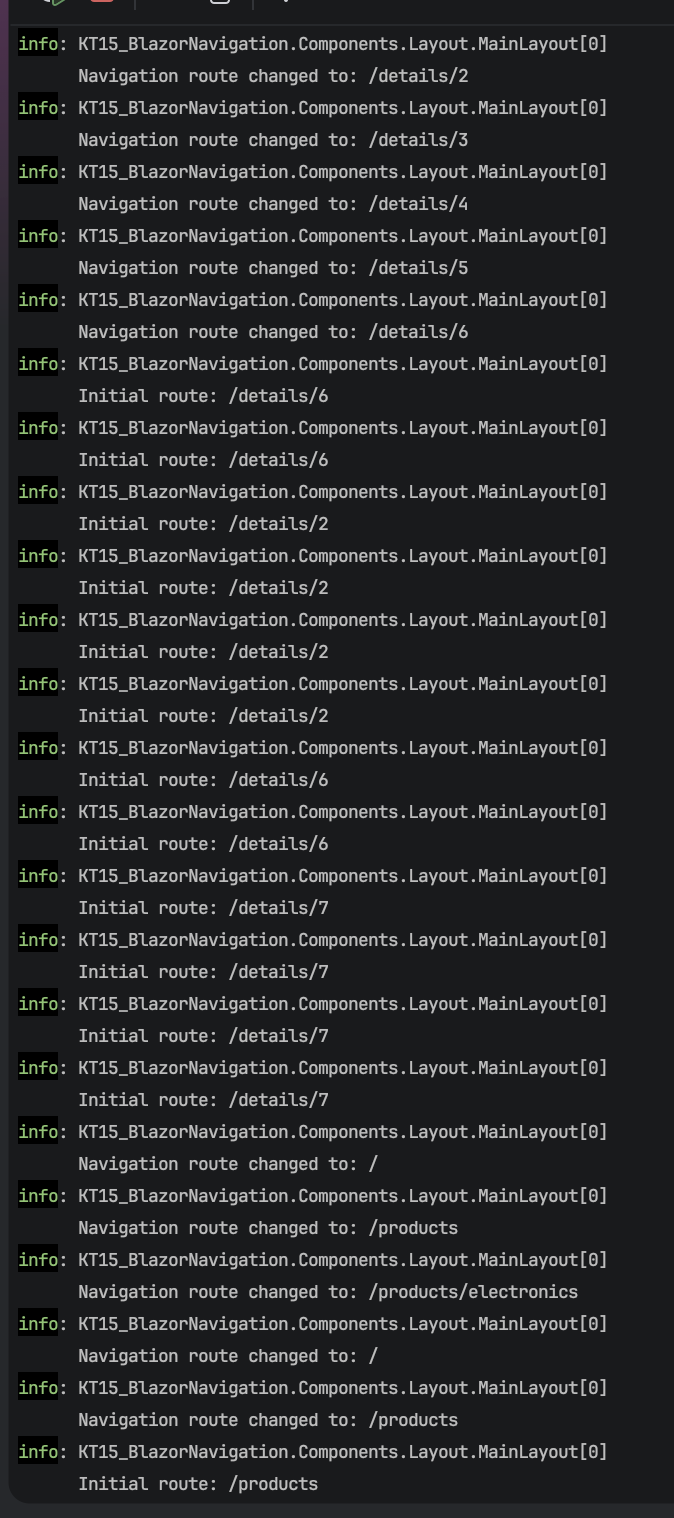 info: KT15_BlazorNavigation.Components.Layout.MainLayout[0]
Navigation route changed to: /details/2
info: KT15_BlazorNavigation.Components.Layout.MainLayout[0]
Navigation route changed to: /details/3
info: KT15_BlazorNavigation.Components.Layout.MainLayout[0]
Navigation route changed to: /details/4
info: KT15_BlazorNavigation.Components.Layout.MainLayout[0]
Navigation route changed to: /details/5
info: KT15_BlazorNavigation.Components.Layout.MainLayout[0]
Navigation route changed to: /details/6
info: KT15_BlazorNavigation.Components.Layout.MainLayout[0]
Initial route: /details/6
info: KT15_BlazorNavigation.Components.Layout.MainLayout[0]
Initial route: /details/6
info: KT15_BlazorNavigation.Components.Layout.MainLayout[0]
Initial route: /details/2
info: KT15_BlazorNavigation.Components.Layout.MainLayout[0]
Initial route: /details/2
info: KT15_BlazorNavigation.Components.Layout.MainLayout[0]
Initial route: /details/2
info: KT15_BlazorNavigation.Components.Layout.MainLayout[0]
Initial route: /details/2
info: KT15_BlazorNavigation.Components.Layout.MainLayout[0]
Initial route: /details/6
info: KT15_BlazorNavigation.Components.Layout.MainLayout[0]
Initial route: /details/6
info: KT15_BlazorNavigation.Components.Layout.MainLayout[0]
Initial route: /details/7
info: KT15_BlazorNavigation.Components.Layout.MainLayout[0]
Initial route: /details/7
info: KT15_BlazorNavigation.Components.Layout.MainLayout[0]
Initial route: /details/7
info: KT15_BlazorNavigation.Components.Layout.MainLayout[0]
Initial route: /details/7
info: KT15_BlazorNavigation.Components.Layout.MainLayout[0]
Navigation route changed to: /
info: KT15_BlazorNavigation.Components.Layout.MainLayout[0]
Navigation route changed to: /products
info: KT15_BlazorNavigation.Components.Layout.MainLayout[0]
Navigation route changed to: /products/electronics
info: KT15_BlazorNavigation.Components.Layout.MainLayout[0]
Navigation route changed to: /
info: KT15_BlazorNavigation.Components.Layout.MainLayout[0]
Navigation route changed to: /products
info: KT15_BlazorNavigation.Components.Layout.MainLayout[0]
Initial route: /products